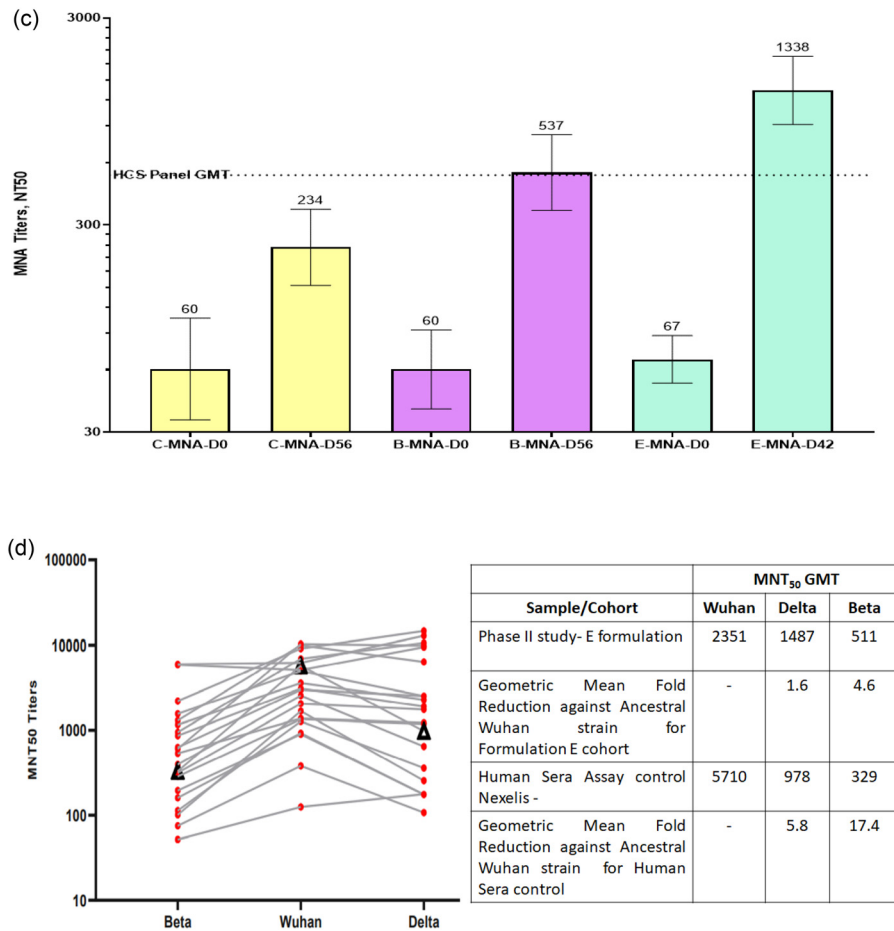 (c)
3000
300
30
MNA Titers, NT50
HCS Panel GMT
60
234
60
537
67
1338
C-MNA-D0
C-MNA-D56
B-MNA-D0
B-MNA-D56
E-MNA-D0
E-MNA-D42
(d)
100000
10000
1000
100
10
MNT50 Titers
Beta
Wuhan
Delta
MNT50 GMT
Sample/Cohort Wuhan Delta Beta
Phase II study- E formulation 2351 1487 511
Geometric Mean Fold - 1.6 4.6
Reduction against Ancestral
Wuhan strain for
Formulation E cohort
Human Sera Assay control 5710 978 329
Nexelis -
Geometric Mean Fold - 5.8 17.4
Reduction against Ancestral
Wuhan strain for Human
Sera control